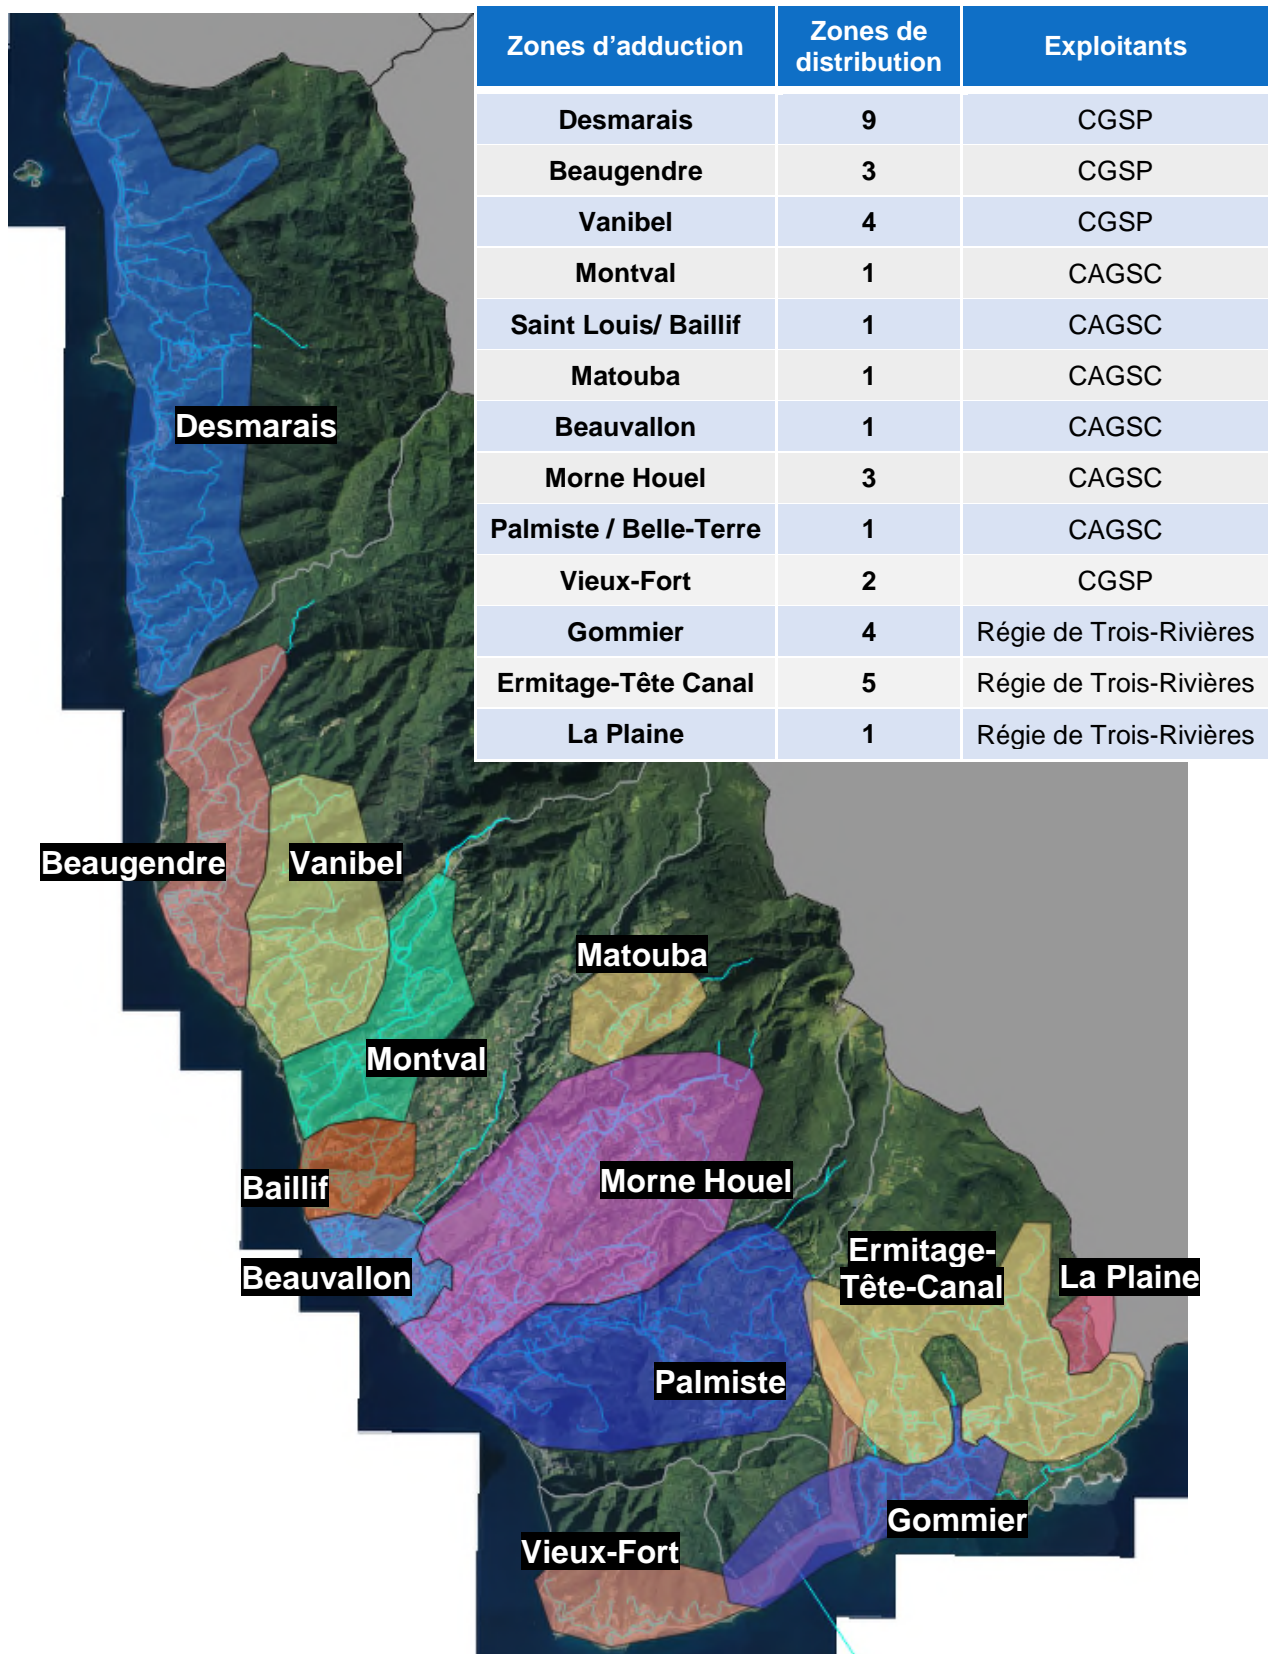 Zones d’adduction Zones de distribution Exploitants
Desmarais 9 CGSP
Beaugendre 3 CGSP
Vanibel 4 CGSP
Montval 1 CAGSC
Saint Louis/ Baillif 1 CAGSC
Matouba 1 CAGSC
Beauvallon 1 CAGSC
Morne Houel 3 CAGSC
Palmiste / Belle-Terre 1 CAGSC
Vieux-Fort 2 CGSP
Gommier 4 Régie de Trois-Rivières
Ermitage-Tête Canal 5 Régie de Trois-Rivières
La Plaine 1 Régie de Trois-Rivières
Desmarais
Beaugendre
Vanibel
Matouba
Montval
Baillif
Morne Houel
Beauvallon
Ermitage-
Tête-Canal
La Plaine
Palmiste
Gommier
Vieux-Fort